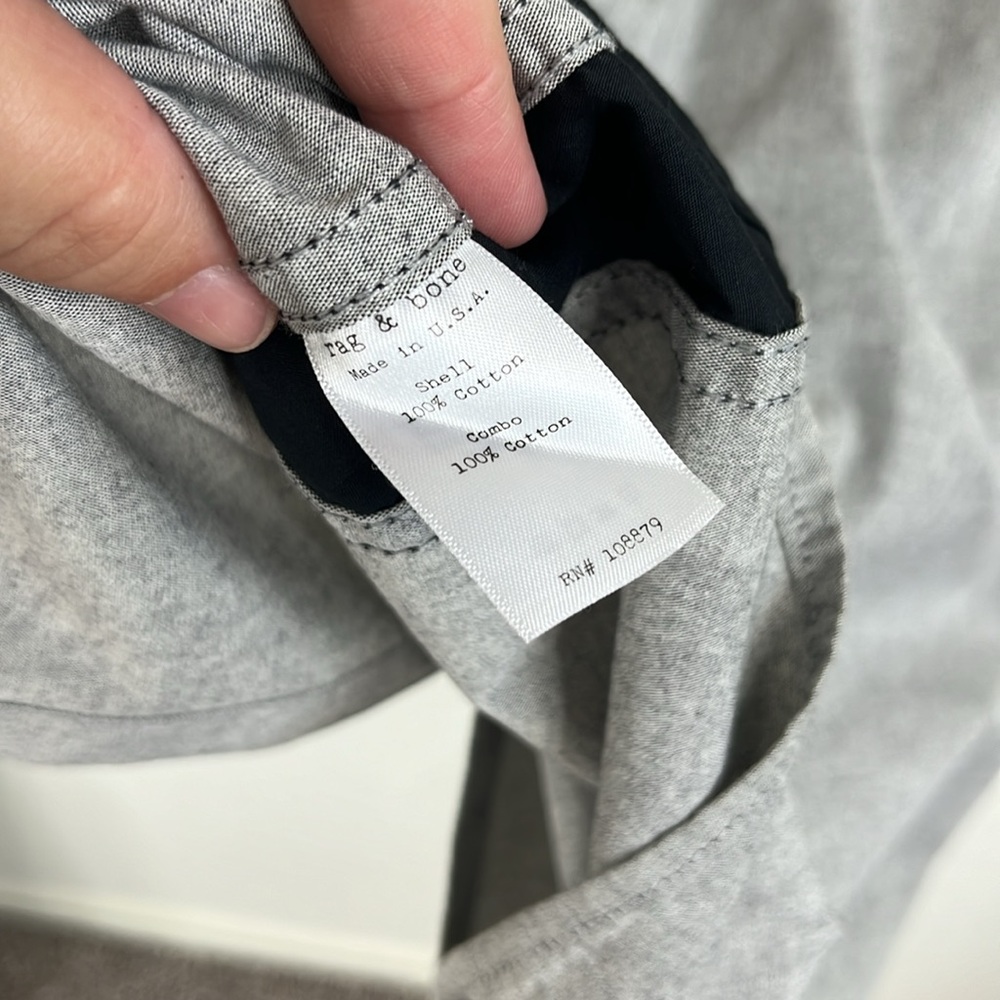 rag & bone
Made in U.S.A.
Shell
100% Cotton
Combo
100% Cotton
RN# 108879